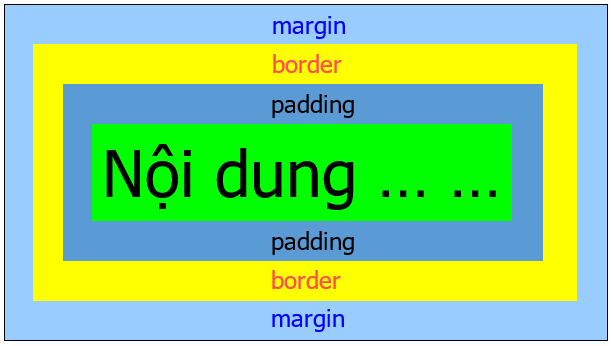 margin
border
padding
Nội dung ... ...
padding
border
margin